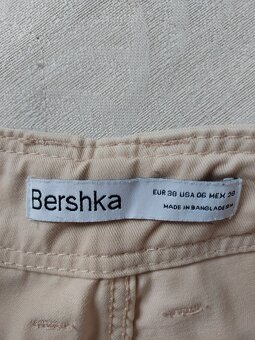 Bershka
EUR 38 USA 06 MEX 28
MADE IN BANGLADESH